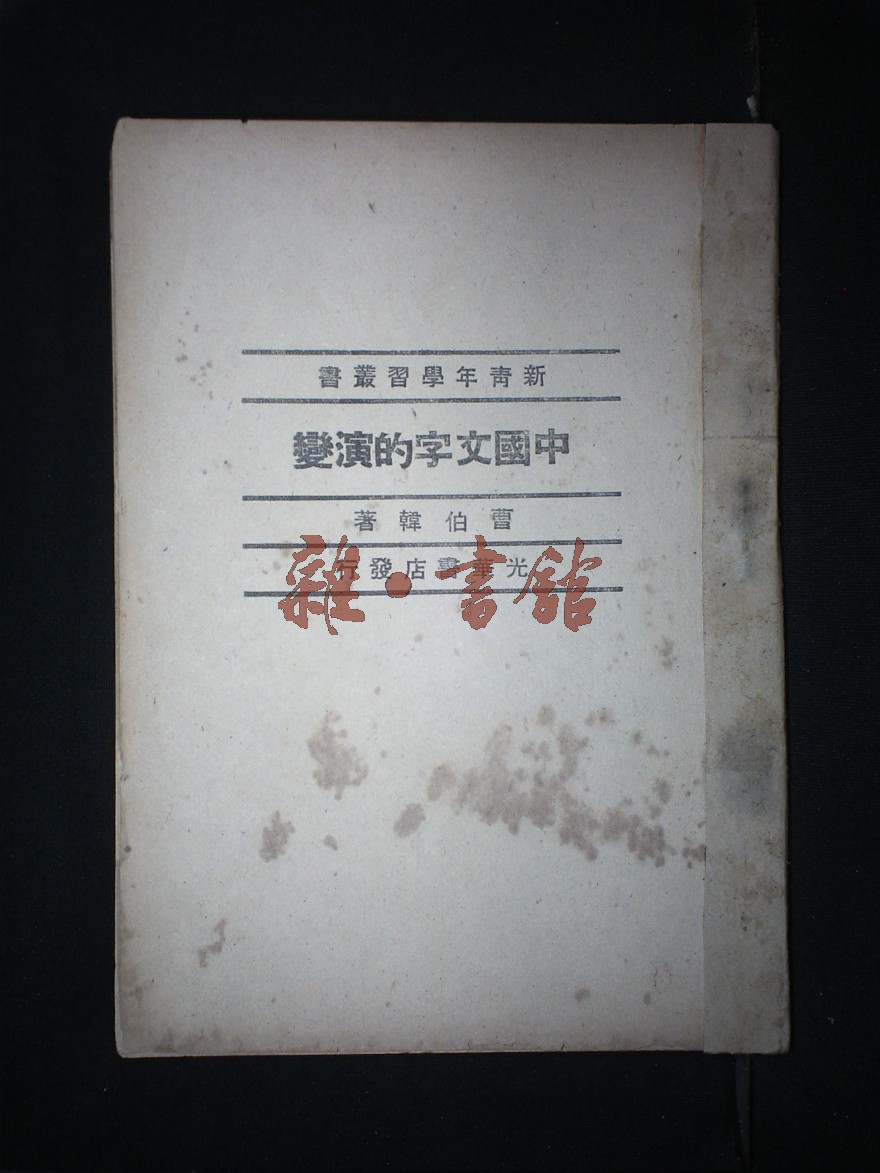 新青年學習叢書
中國文字的演變
曹伯韓著
光華書店發行
雜·書館